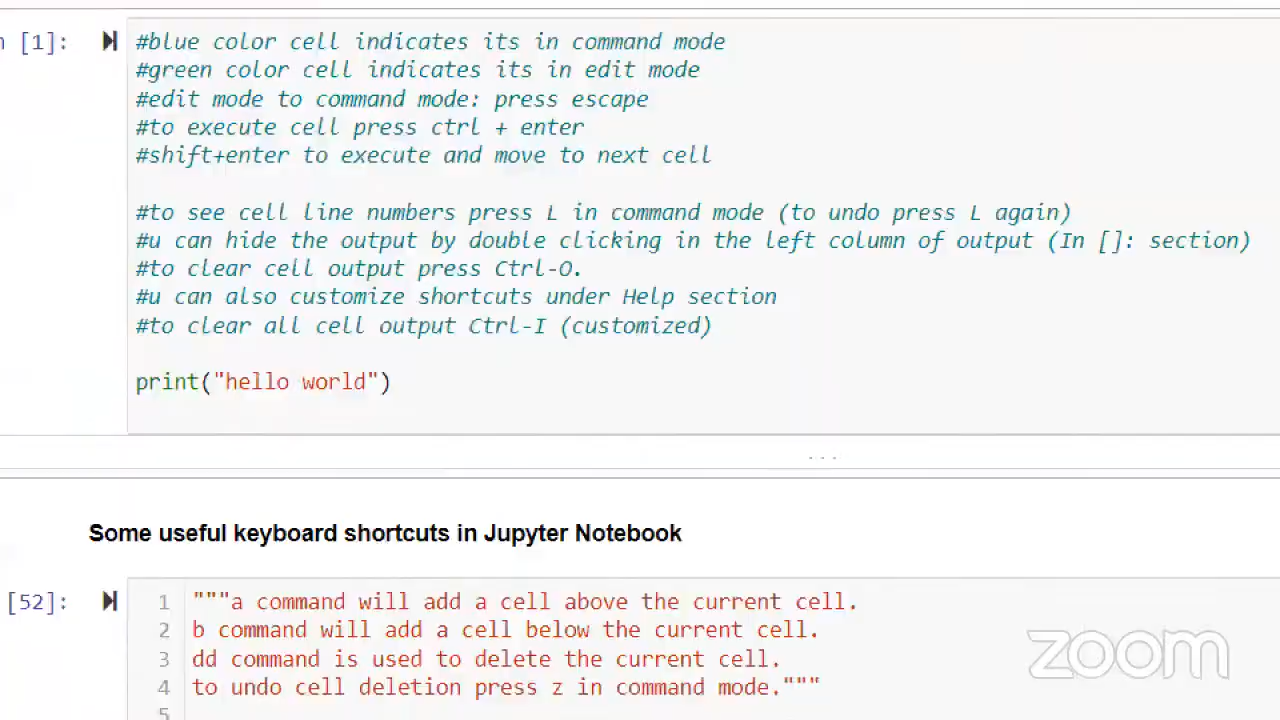 n [1]:
#blue color cell indicates its in command mode
#green color cell indicates its in edit mode
#edit mode to command mode: press escape
#to execute cell press ctrl + enter
#shift+enter to execute and move to next cell
#to see cell line numbers press L in command mode (to undo press L again)
#u can hide the output by double clicking in the left column of output (In []: section)
#to clear cell output press Ctrl-O.
#u can also customize shortcuts under Help section
#to clear all cell output Ctrl-I (customized)
print("hello world")
...
Some useful keyboard shortcuts in Jupyter Notebook
[52]:
1 """a command will add a cell above the current cell.
2 b command will add a cell below the current cell.
3 dd command is used to delete the current cell.
4 to undo cell deletion press z in command mode."""
5
zoom